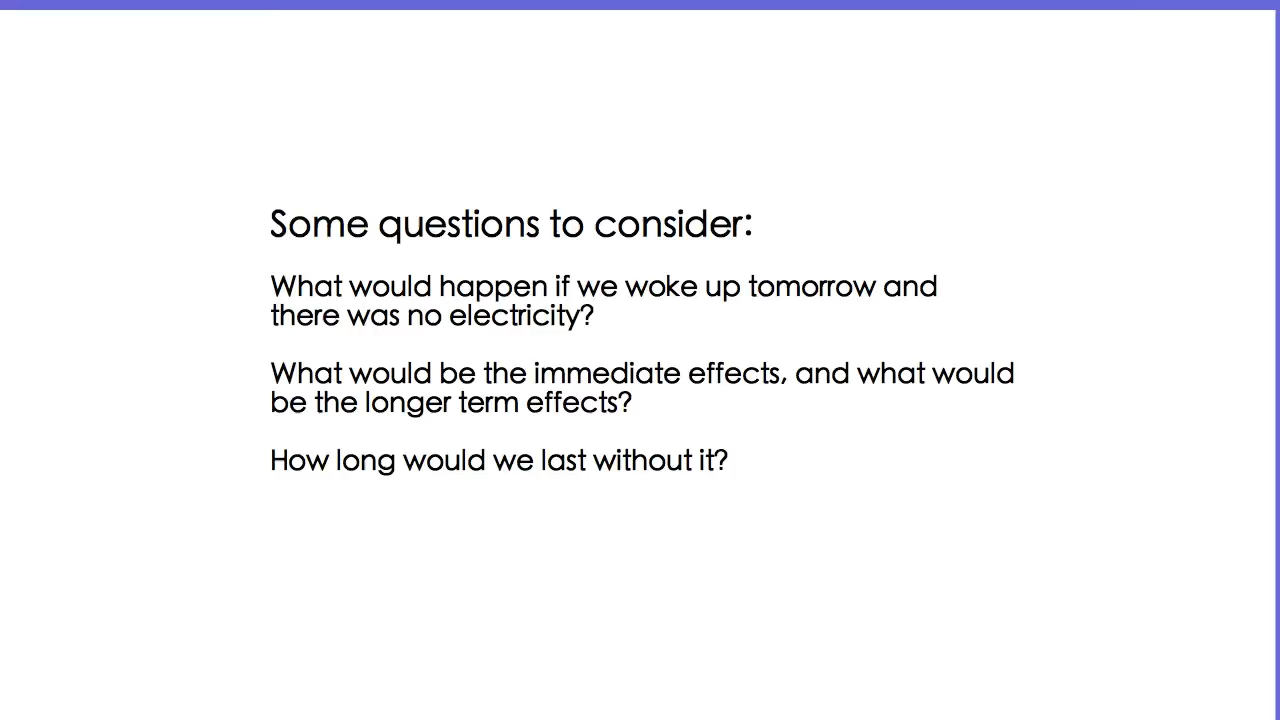 Some questions to consider:
What would happen if we woke up tomorrow and
there was no electricity?
What would be the immediate effects, and what would
be the longer term effects?
How long would we last without it?